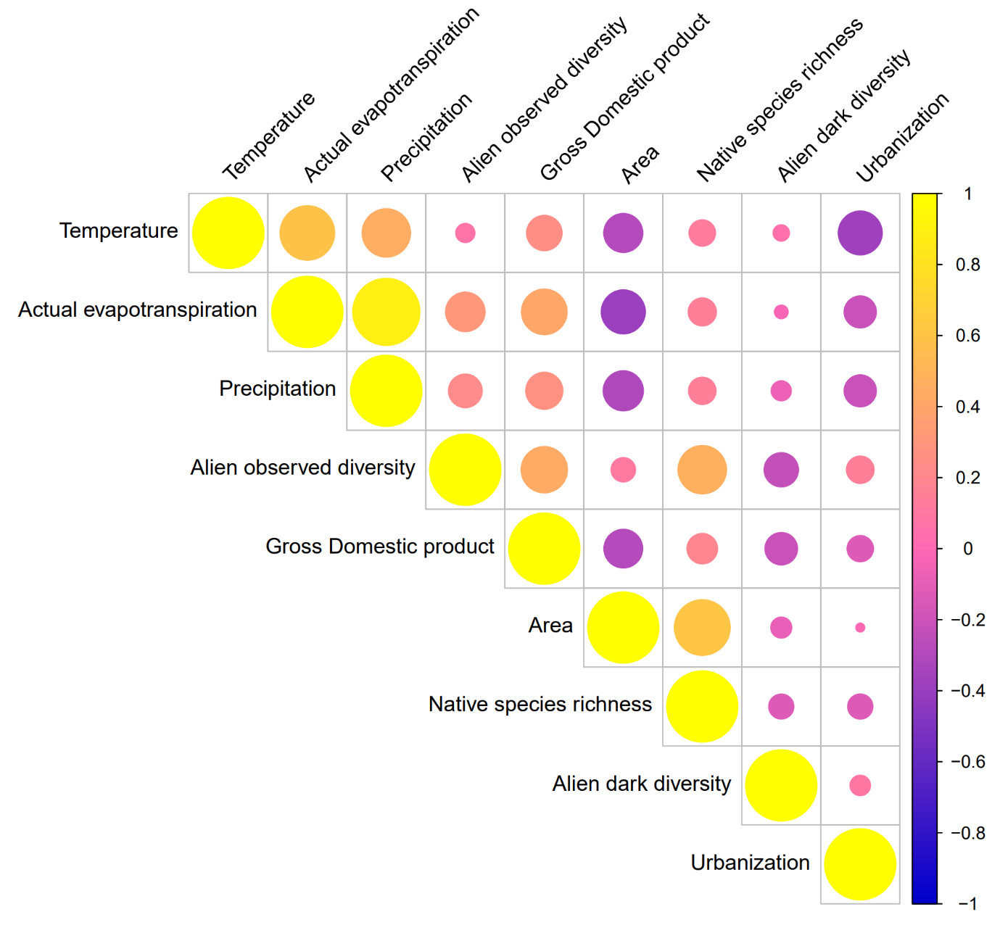 Temperature
Actual evapotranspiration
Precipitation
Alien observed diversity
Gross Domestic product
Area
Native species richness
Alien dark diversity
Urbanization
Temperature
Actual evapotranspiration
Precipitation
Alien observed diversity
Gross Domestic product
Area
Native species richness
Alien dark diversity
Urbanization
1
0.8
0.6
0.4
0.2
0
−0.2
−0.4
−0.6
−0.8
−1